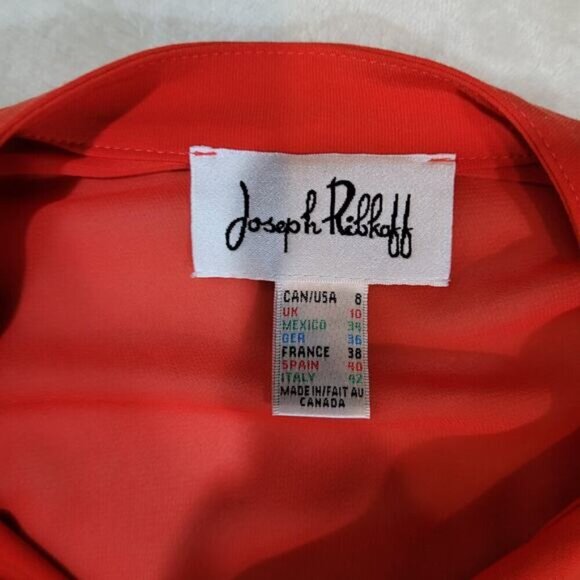 Joseph Ribkoff
CAN/USA 8
UK 10
MEXICO 34
GER 36
FRANCE 38
SPAIN 40
ITALY 42
MADE IN/FAIT AU
CANADA